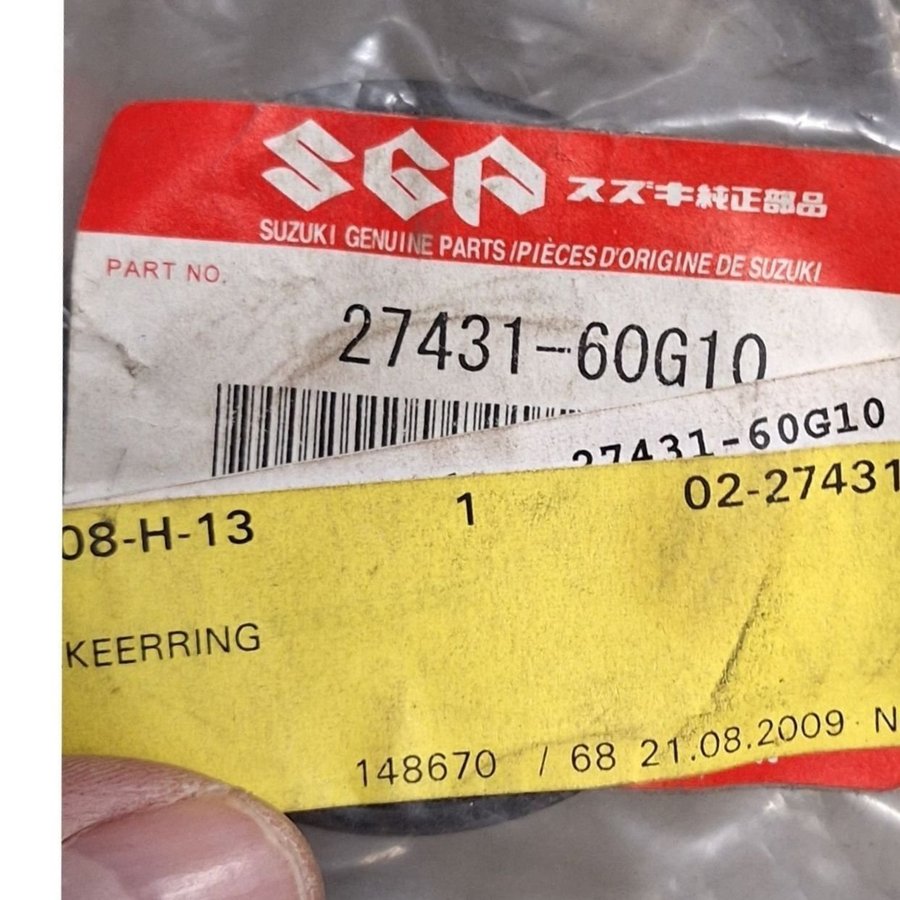 SGP スズキ純正部品
SUZUKI GENUINE PARTS/PIÈCES D'ORIGINE DE SUZUKI
PART NO.
27431-60G10
27431-60G10
08-H-13 1 02-27431
KEERRING
148670 / 68 21.08.2009 N